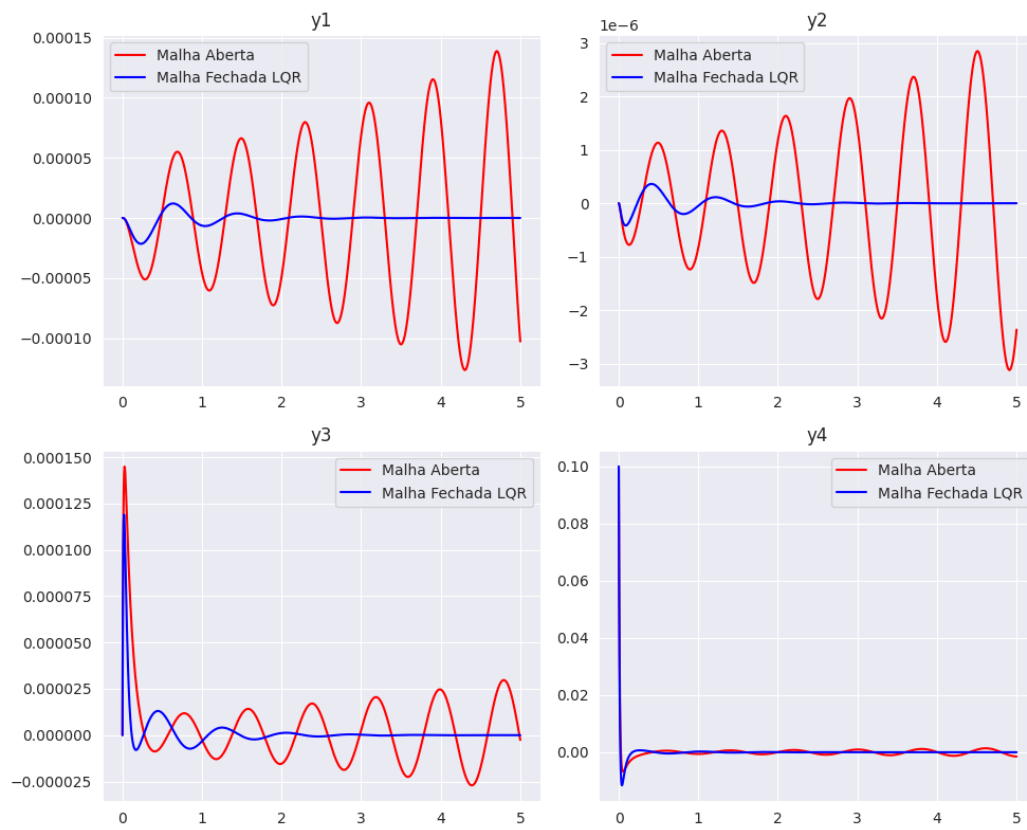 y1
0.00015
0.00010
0.00005
0.00000
−0.00005
−0.00010
Malha Aberta
Malha Fechada LQR
0 1 2 3 4 5
y2
1e−6
3
2
1
0
−1
−2
−3
Malha Aberta
Malha Fechada LQR
0 1 2 3 4 5
y3
0.000150
0.000125
0.000100
0.000075
0.000050
0.000025
0.000000
−0.000025
Malha Aberta
Malha Fechada LQR
0 1 2 3 4 5
y4
0.10
0.08
0.06
0.04
0.02
0.00
Malha Aberta
Malha Fechada LQR
0 1 2 3 4 5